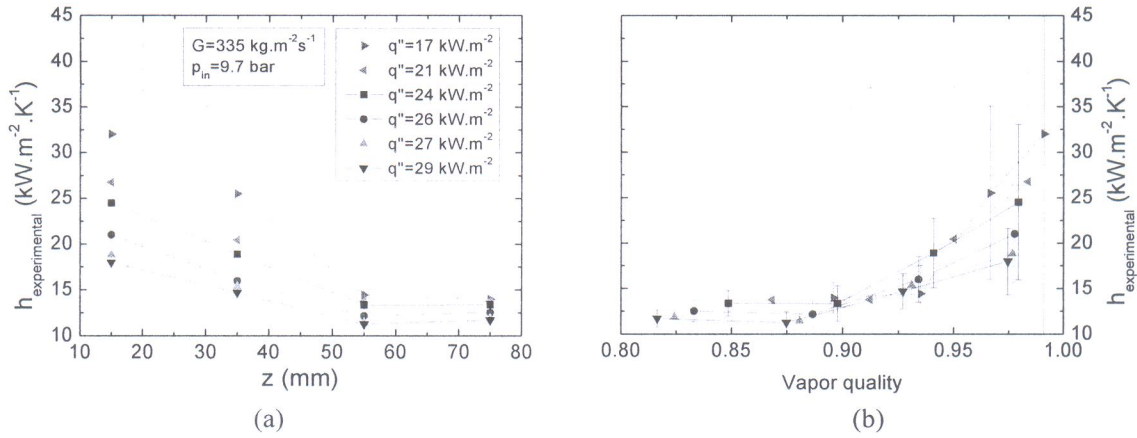 45
40
35
30
25
20
15
10
h_experimental (kW.m⁻².K⁻¹)
G=335 kg.m⁻²s⁻¹
p_in=9.7 bar
q"=17 kW.m⁻²
q"=21 kW.m⁻²
q"=24 kW.m⁻²
q"=26 kW.m⁻²
q"=27 kW.m⁻²
q"=29 kW.m⁻²
10 20 30 40 50 60 70 80
z (mm)
(a)
45
40
35
30
25
20
15
10
h_experimental (kW.m⁻².K⁻¹)
0.80 0.85 0.90 0.95 1.00
Vapor quality
(b)